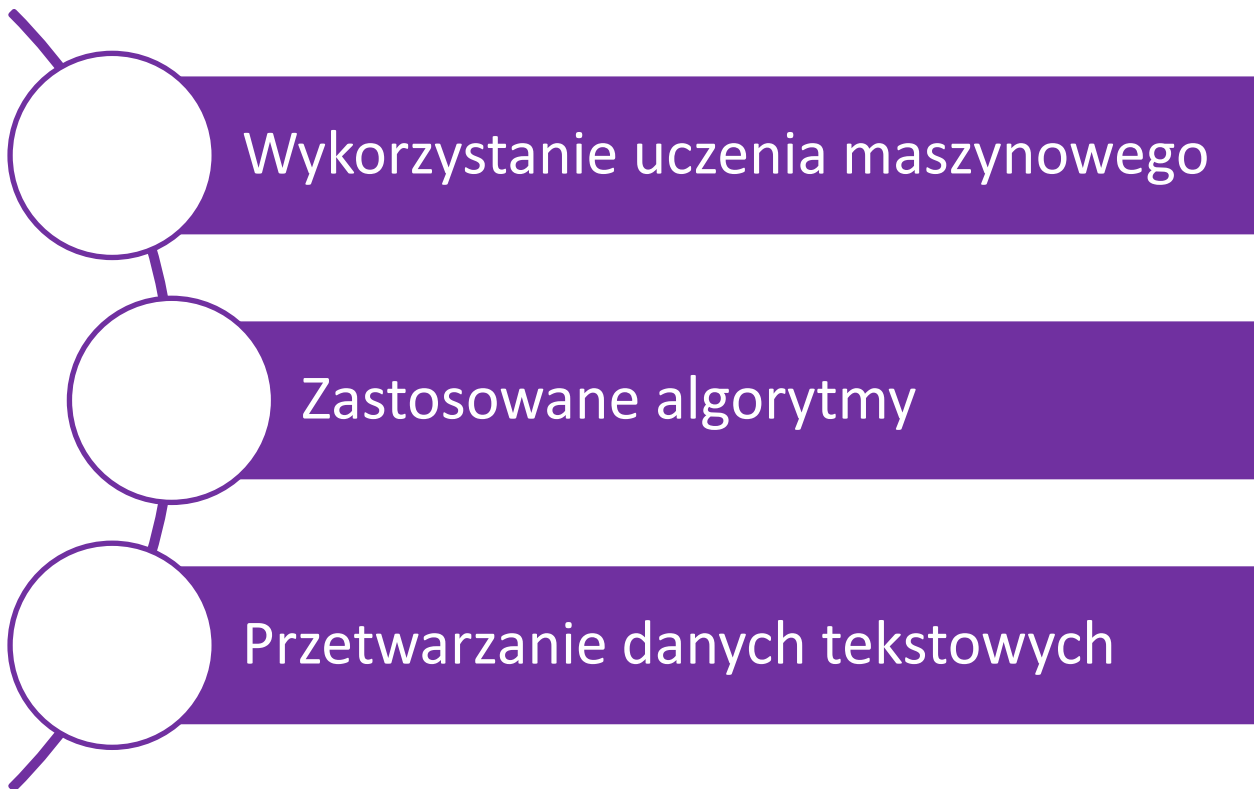 Wykorzystanie uczenia maszynowego
Zastosowane algorytmy
Przetwarzanie danych tekstowych